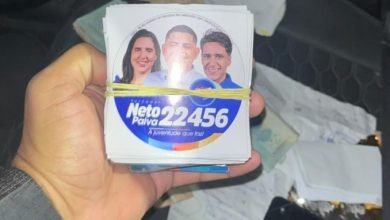 Neto
Paiva 22456
A juventude que faz!